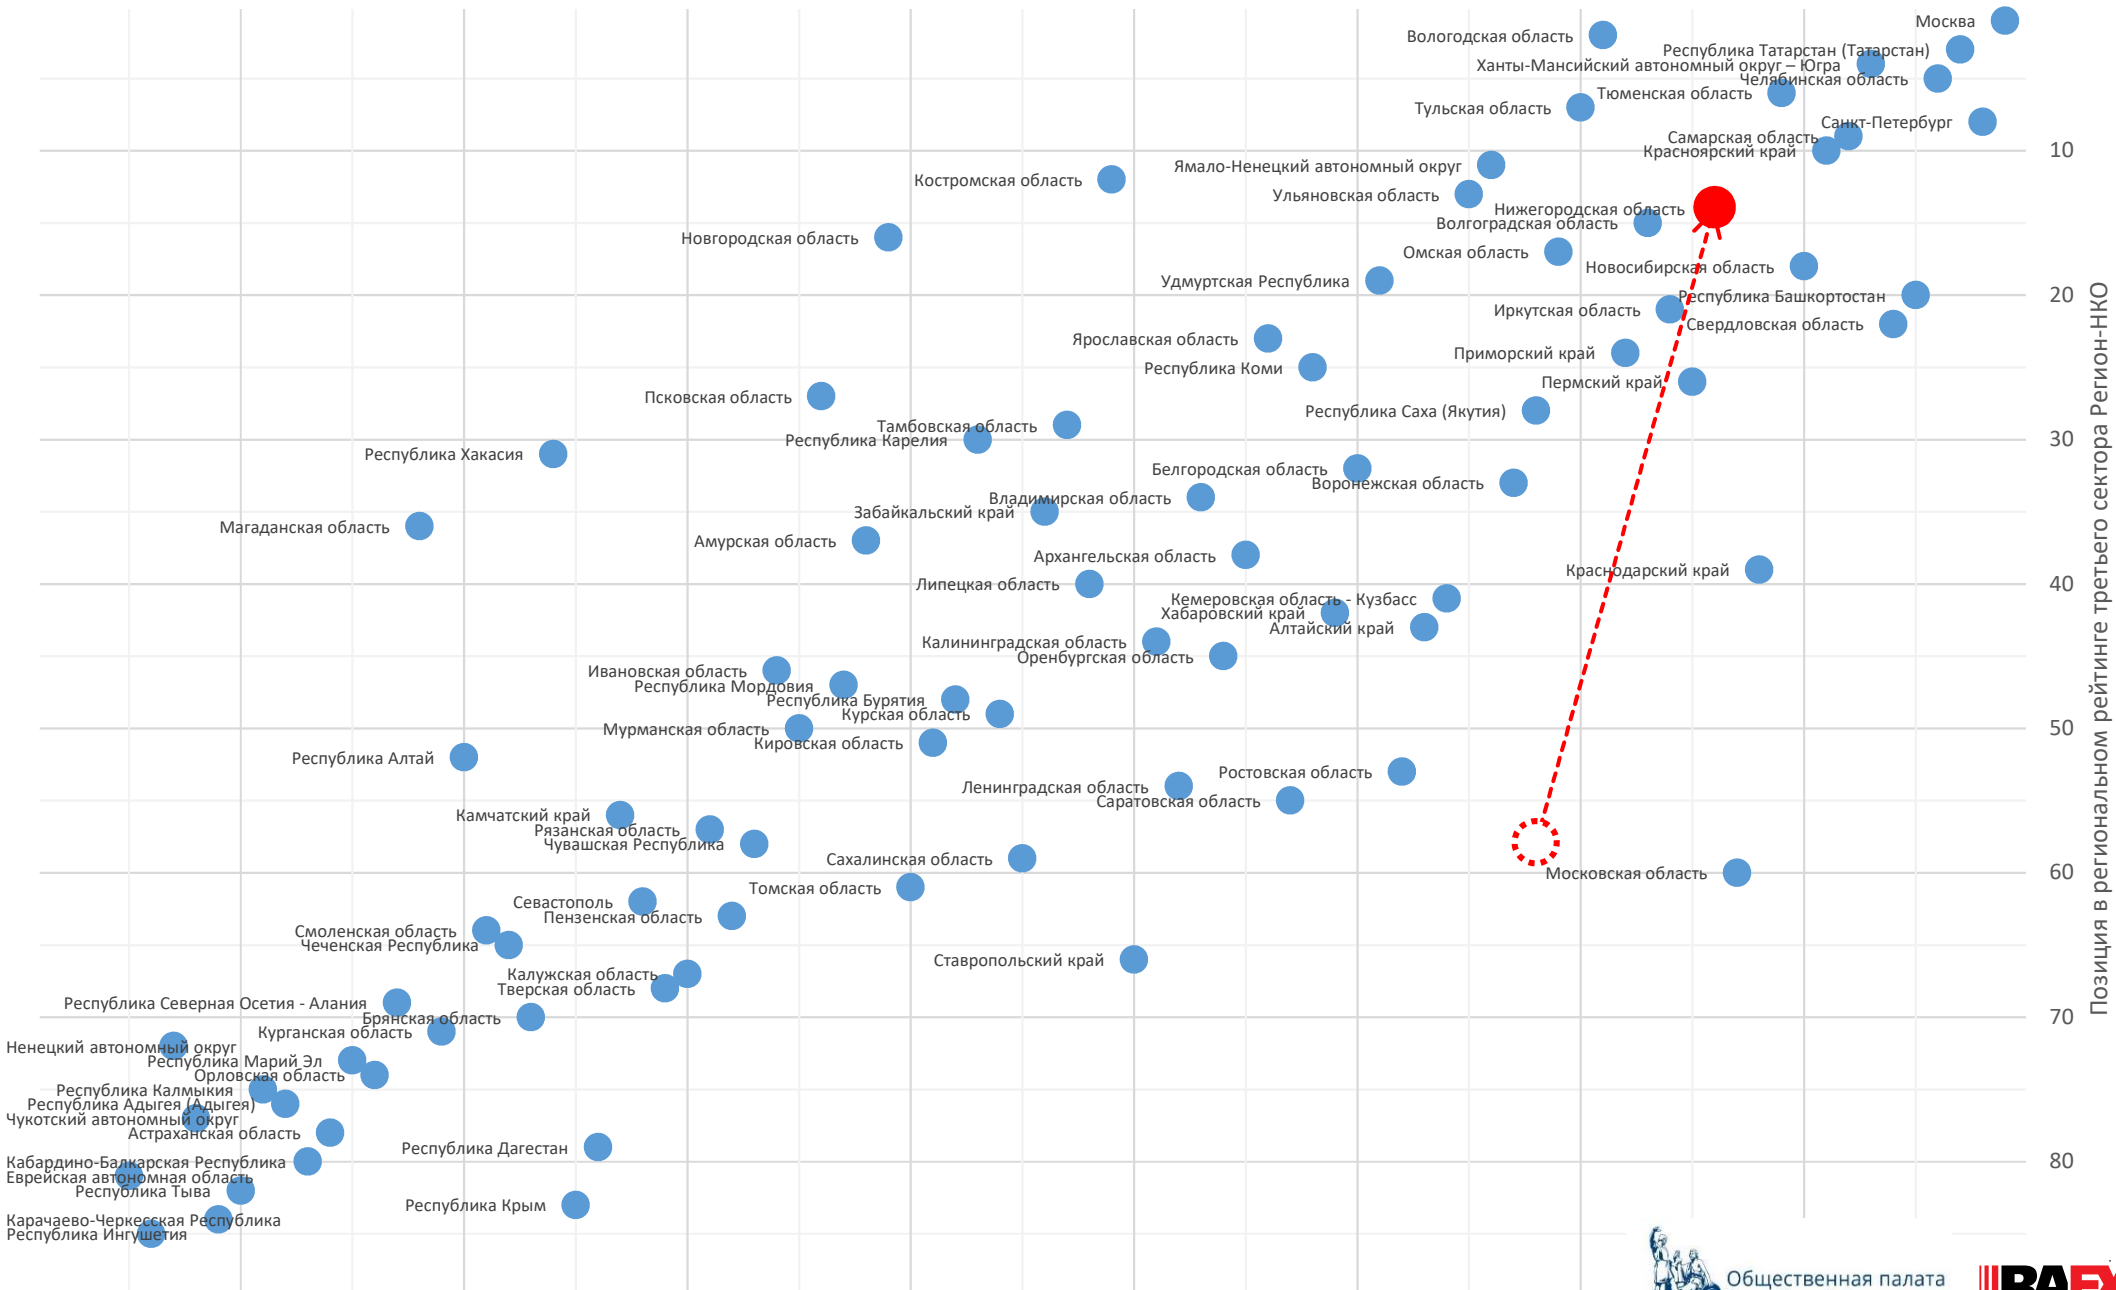 Москва
Вологодская область
Республика Татарстан (Татарстан)
Ханты-Мансийский автономный округ – Югра
Челябинская область
Тюменская область
Тульская область
Санкт-Петербург
Самарская область
Красноярский край
10
Ямало-Ненецкий автономный округ
Костромская область
Ульяновская область
Нижегородская область
Волгоградская область
Новгородская область
Омская область
Новосибирская область
Удмуртская Республика
Республика Башкортостан
20
Иркутская область
Свердловская область
Ярославская область
Приморский край
Республика Коми
Пермский край
Псковская область
Республика Саха (Якутия)
Тамбовская область
Республика Карелия
30
Республика Хакасия
Белгородская область
Воронежская область
Владимирская область
Забайкальский край
Магаданская область
Амурская область
Архангельская область
Краснодарский край
Липецкая область
40
Кемеровская область - Кузбасс
Хабаровский край
Алтайский край
Калининградская область
Оренбургская область
Ивановская область
Республика Мордовия
Республика Бурятия
Курская область
Мурманская область
50
Кировская область
Республика Алтай
Ростовская область
Ленинградская область
Саратовская область
Камчатский край
Рязанская область
Чувашская Республика
Сахалинская область
Московская область
60
Томская область
Севастополь
Пензенская область
Смоленская область
Чеченская Республика
Ставропольский край
Калужская область
Тверская область
Республика Северная Осетия - Алания
Брянская область
70
Курганская область
Ненецкий автономный округ
Республика Марий Эл
Орловская область
Республика Калмыкия
Республика Адыгея (Адыгея)
Чукотский автономный округ
Астраханская область
Республика Дагестан
Кабардино-Балкарская Республика
80
Еврейская автономная область
Республика Тыва
Республика Крым
Карачаево-Черкесская Республика
Республика Ингушетия
Позиция в региональном рейтинге третьего сектора Регион-НКО
Общественная палата
RAEX